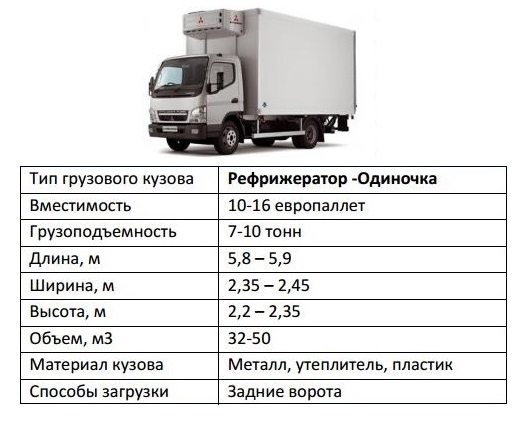 Тип грузового кузова Рефрижератор -Одиночка
Вместимость 10-16 европаллет
Грузоподъемность 7-10 тонн
Длина, м 5,8 – 5,9
Ширина, м 2,35 – 2,45
Высота, м 2,2 – 2,35
Объем, м3 32-50
Материал кузова Металл, утеплитель, пластик
Способы загрузки Задние ворота